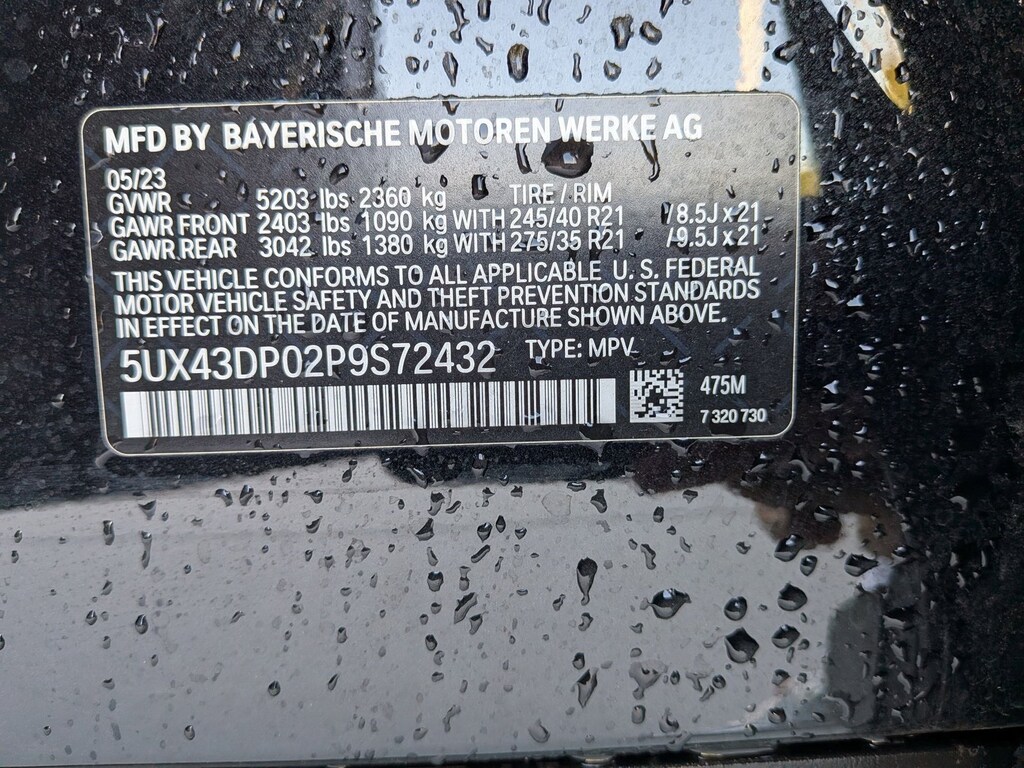 MFD BY BAYERISCHE MOTOREN WERKE AG
05/23
GVWR 5203 lbs 2360 kg TIRE / RIM
GAWR FRONT 2403 lbs 1090 kg WITH 245/40 R21 /8.5J x 21
GAWR REAR 3042 lbs 1380 kg WITH 275/35 R21 /9.5J x 21
THIS VEHICLE CONFORMS TO ALL APPLICABLE U. S. FEDERAL
MOTOR VEHICLE SAFETY AND THEFT PREVENTION STANDARDS
IN EFFECT ON THE DATE OF MANUFACTURE SHOWN ABOVE.
5UX43DP02P9S72432 TYPE: MPV
475M
7 320 730